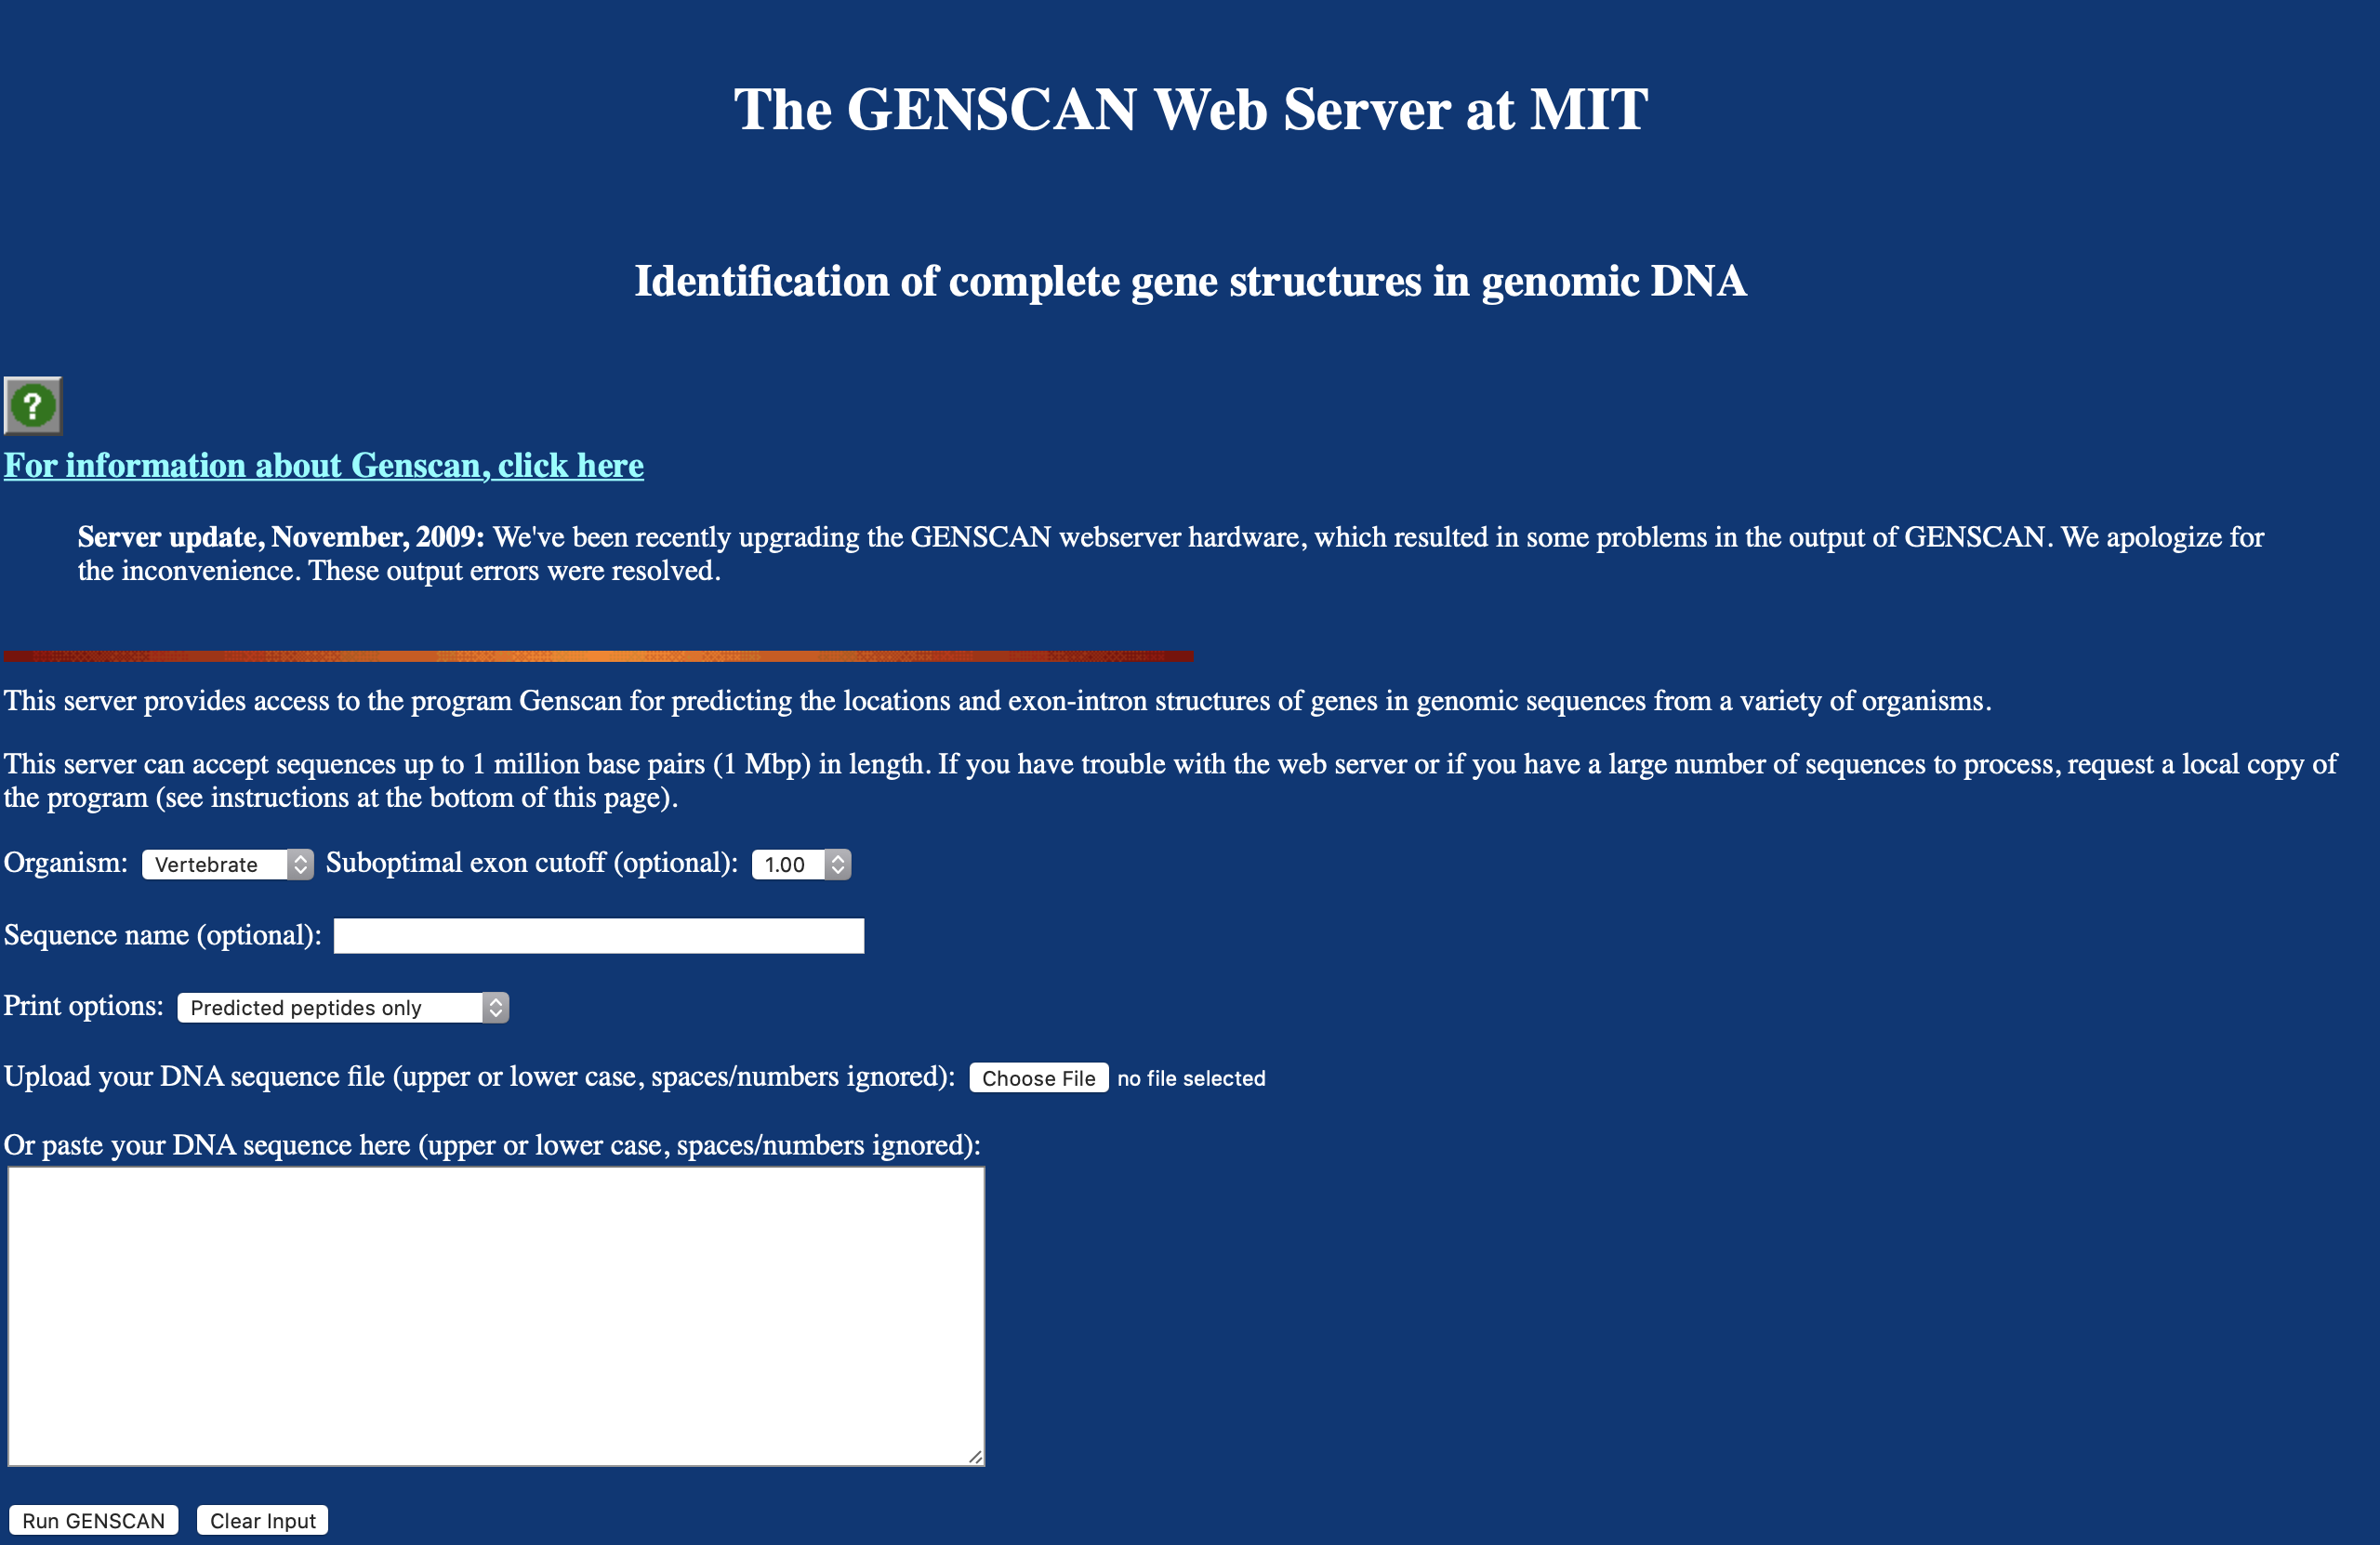 The GENSCAN Web Server at MIT
Identification of complete gene structures in genomic DNA
?
For information about Genscan, click here
Server update, November, 2009: We've been recently upgrading the GENSCAN webserver hardware, which resulted in some problems in the output of GENSCAN. We apologize for
the inconvenience. These output errors were resolved.
This server provides access to the program Genscan for predicting the locations and exon-intron structures of genes in genomic sequences from a variety of organisms.
This server can accept sequences up to 1 million base pairs (1 Mbp) in length. If you have trouble with the web server or if you have a large number of sequences to process, request a local copy of
the program (see instructions at the bottom of this page).
Organism: Vertebrate Suboptimal exon cutoff (optional): 1.00
Sequence name (optional):
Print options: Predicted peptides only
Upload your DNA sequence file (upper or lower case, spaces/numbers ignored): Choose File no file selected
Or paste your DNA sequence here (upper or lower case, spaces/numbers ignored):
Run GENSCAN Clear Input